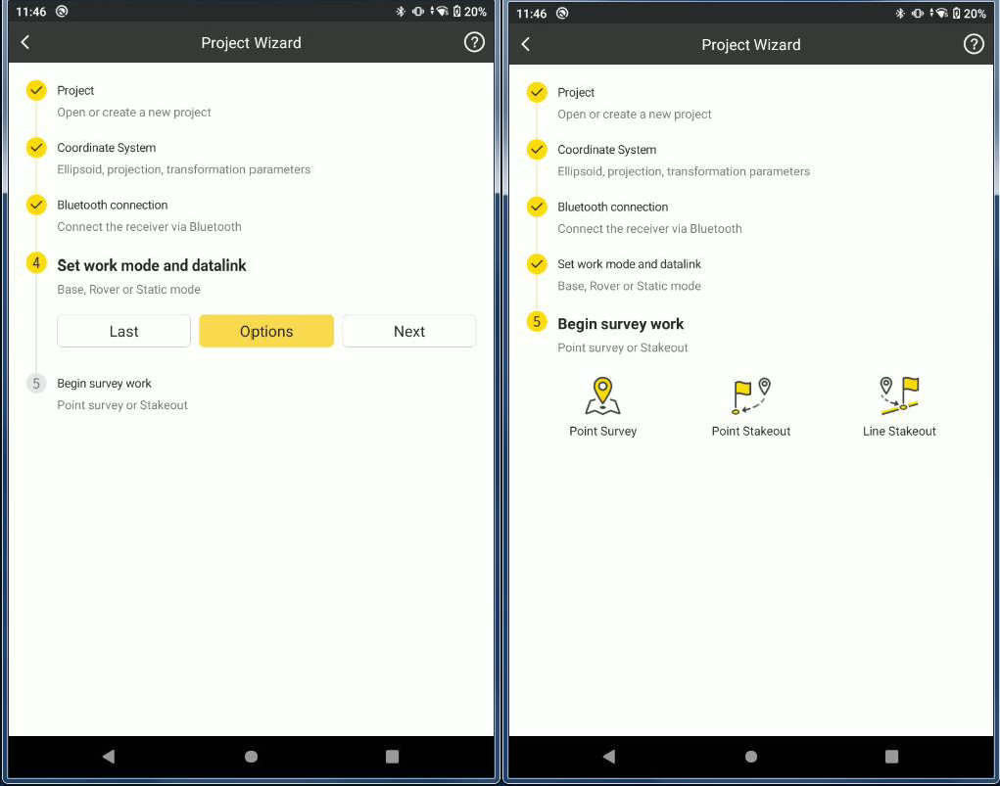 11:46
20%
Project Wizard
?
Project
Open or create a new project
Coordinate System
Ellipsoid, projection, transformation parameters
Bluetooth connection
Connect the receiver via Bluetooth
4 Set work mode and datalink
Base, Rover or Static mode
Last Options Next
5 Begin survey work
Point survey or Stakeout
11:46
20%
Project Wizard
?
Project
Open or create a new project
Coordinate System
Ellipsoid, projection, transformation parameters
Bluetooth connection
Connect the receiver via Bluetooth
Set work mode and datalink
Base, Rover or Static mode
5 Begin survey work
Point survey or Stakeout
Point Survey Point Stakeout Line Stakeout